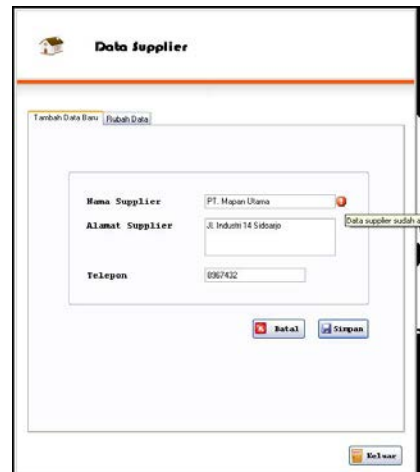 Data Supplier
Tambah Data Baru Rubah Data
Nama Supplier PT. Mapan Utama
Data supplier sudah a
Alamat Supplier Jl. Industri 14 Sidoarjo
Telepon 8967432
Batal Simpan
Keluar